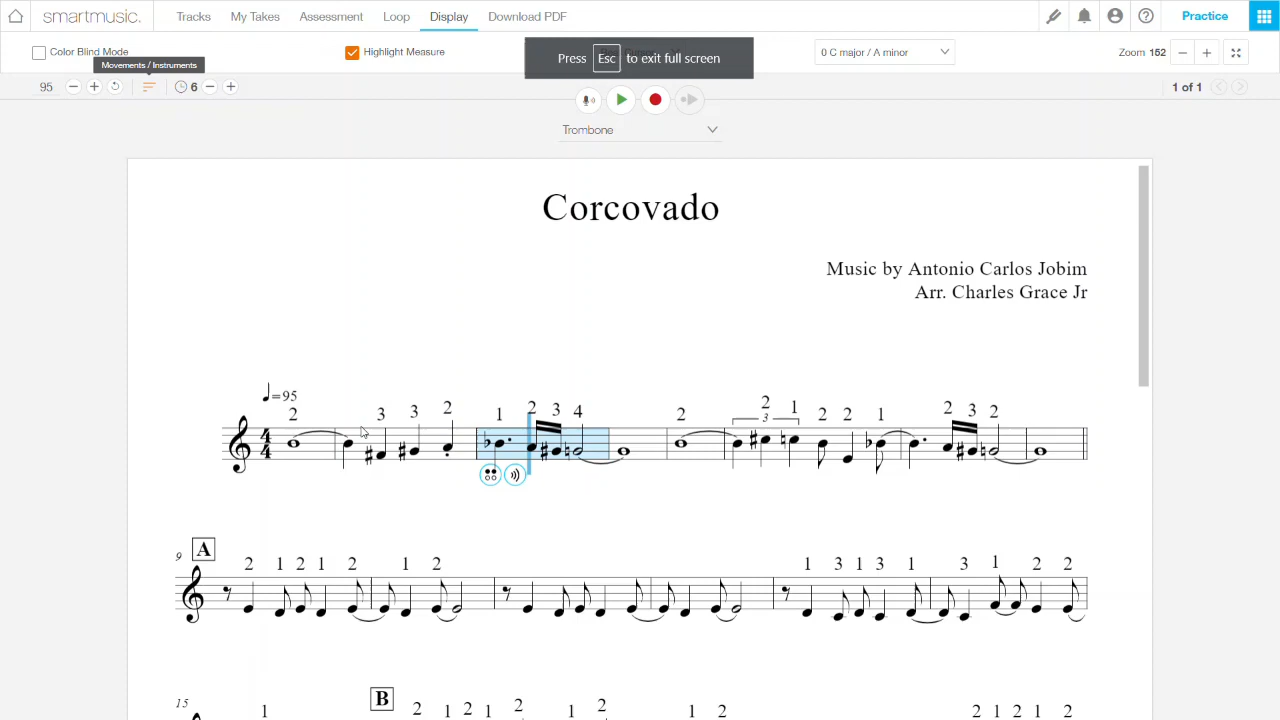 smartmusic. Tracks My Takes Assessment Loop Display Download PDF Practice
Color Blind Mode Highlight Measure 0 C major / A minor Zoom: 152
Movements / Instruments
Press Esc to exit full screen
95 6 1 of 1
Trombone
Corcovado
Music by Antonio Carlos Jobim
Arr. Charles Grace Jr
=95
2 3 3 2 1 2 3 4 2 2 1 2 2 1 2 3 2
3
4
4
9 A
2 1 2 1 2 1 2 1 3 1 3 1 3 1 2 2
15 B
1 2 1 2 1 2 1 2 1 2 2 1 2 1 2